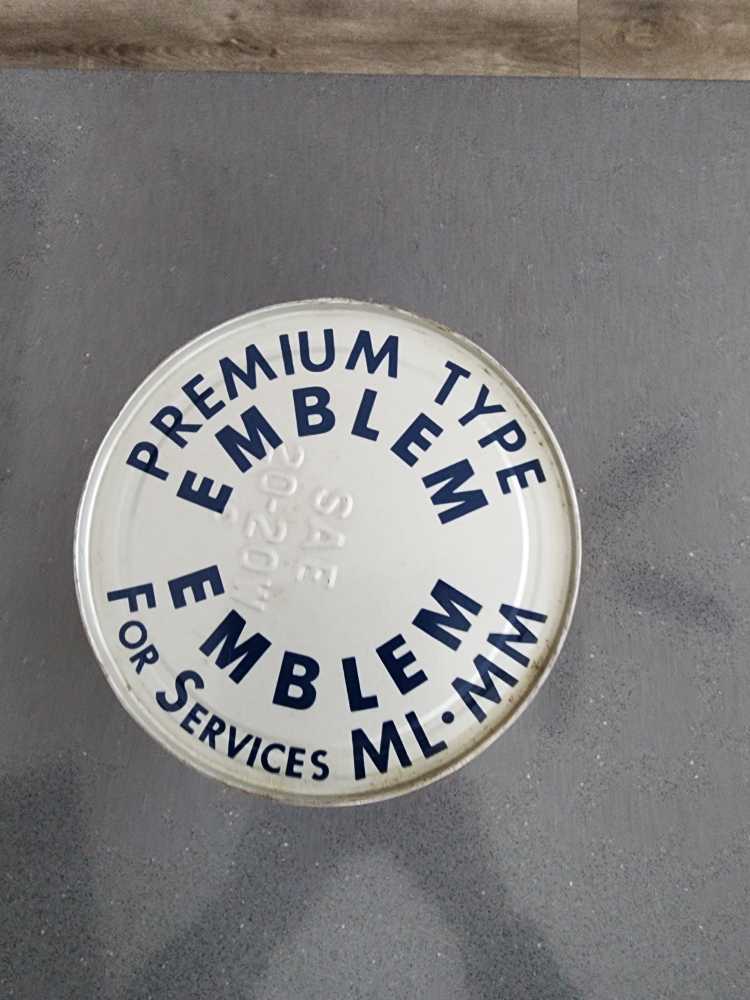 PREMIUM TYPE
EMBLEM
SAE
20-20W
EMBLEM
FOR SERVICES ML·MM